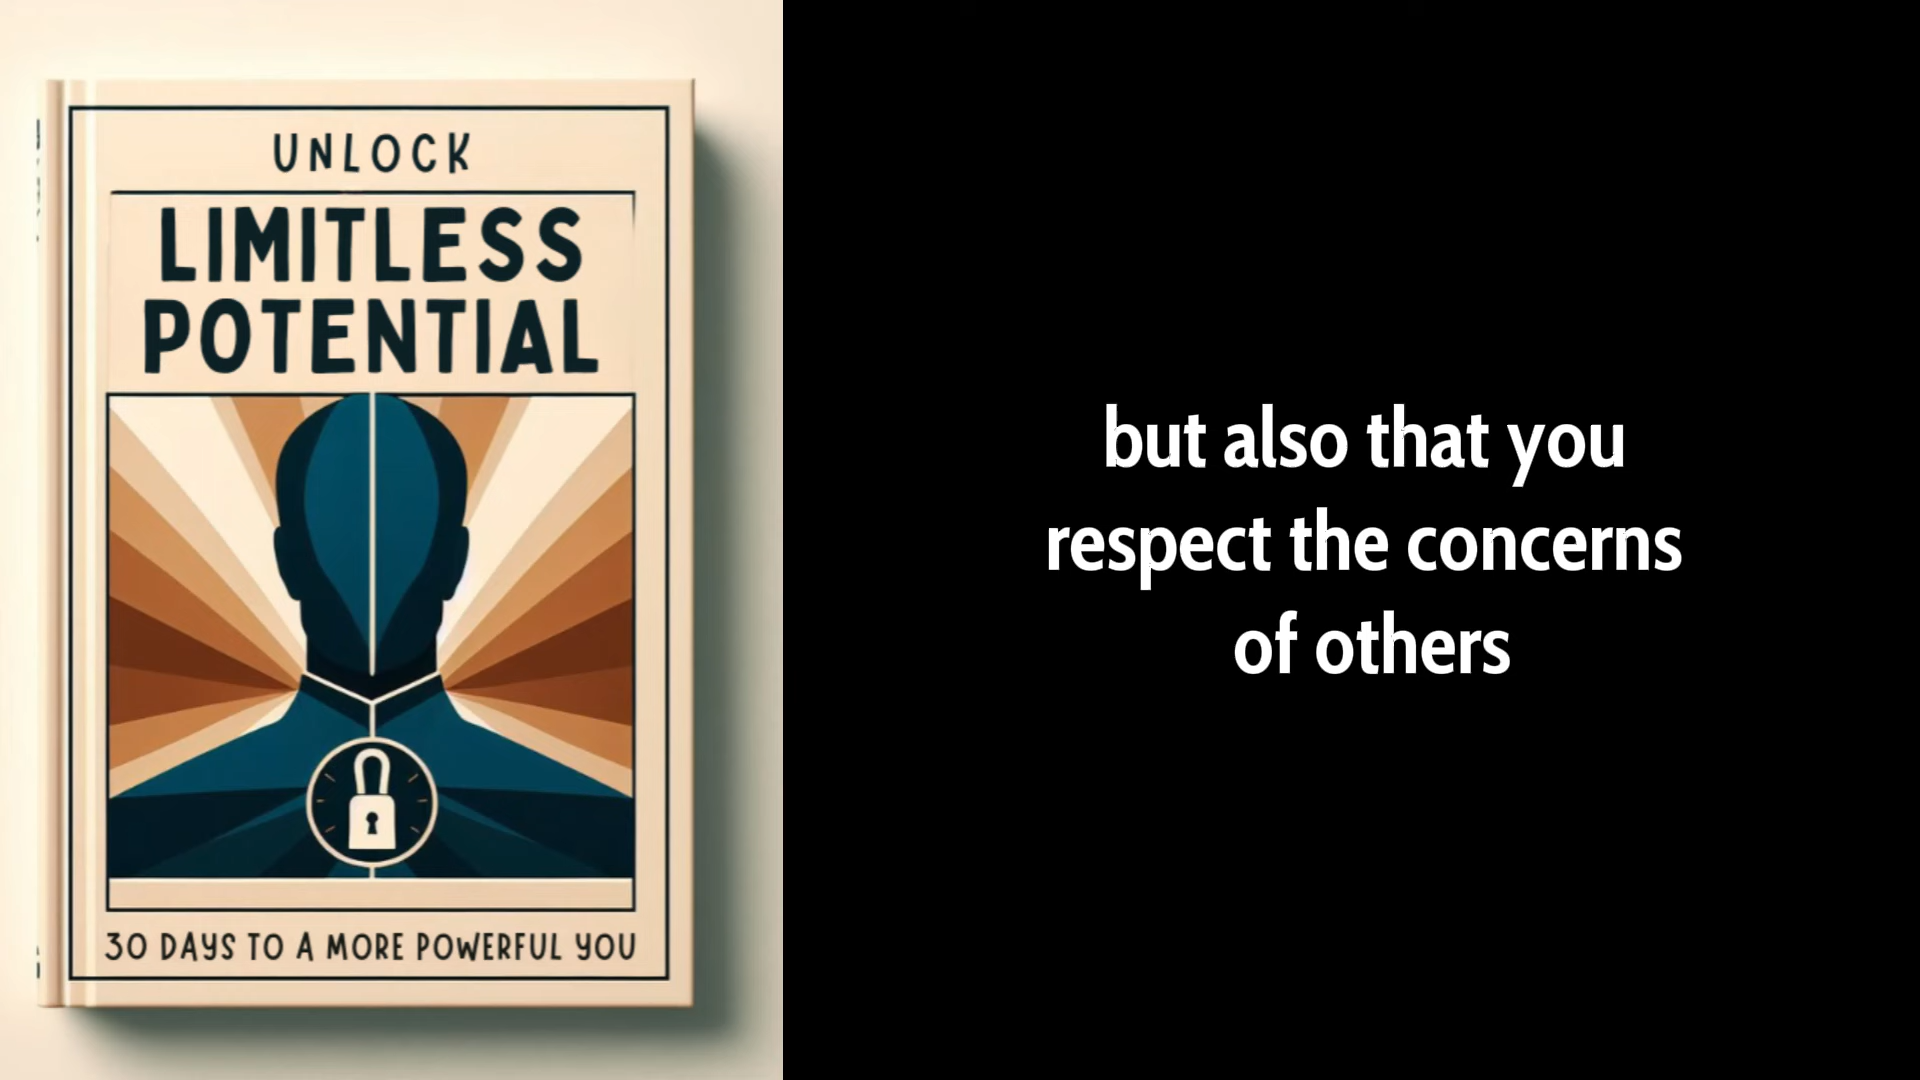 UNLOCK
LIMITLESS
POTENTIAL
30 DAYS TO A MORE POWERFUL YOU
but also that you
respect the concerns
of others